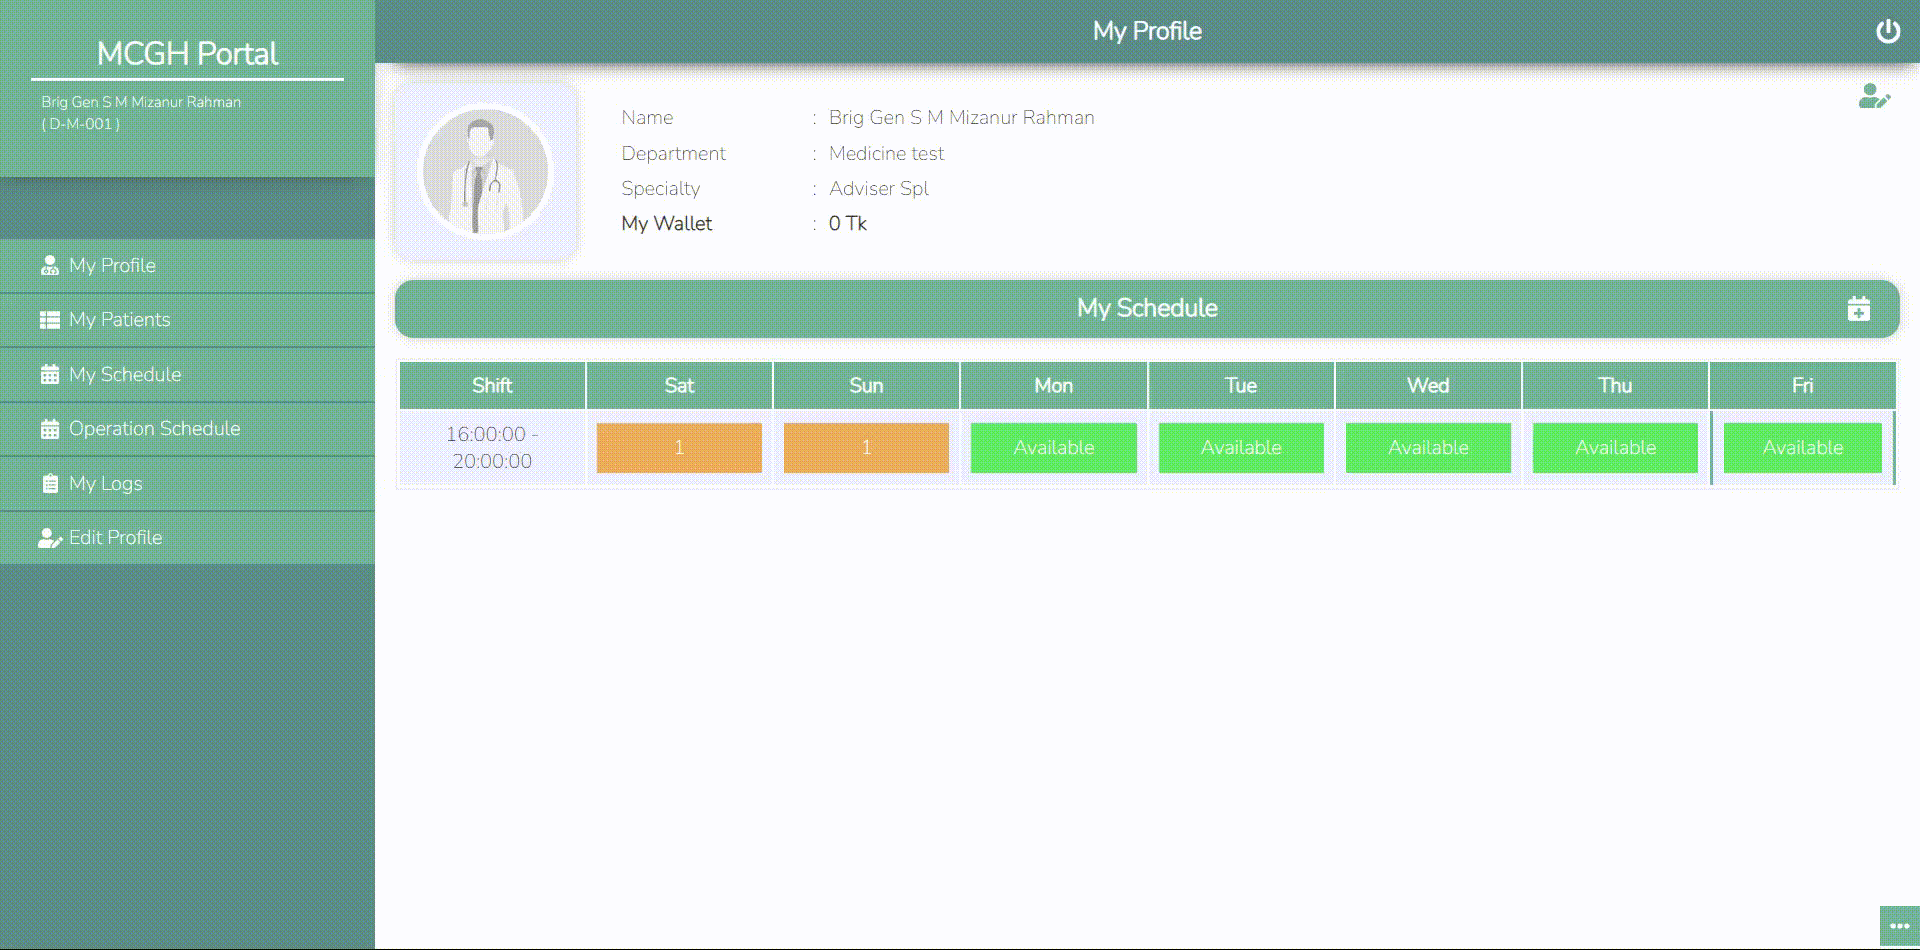 MCGH Portal
Brig Gen S M Mizanur Rahman
( D-M-001 )
My Profile
My Patients
My Schedule
Operation Schedule
My Logs
Edit Profile
My Profile
Name : Brig Gen S M Mizanur Rahman
Department : Medicine test
Specialty : Adviser Spl
My Wallet : 0 Tk
My Schedule
Shift Sat Sun Mon Tue Wed Thu Fri
16:00:00 - 20:00:00 1 1 Available Available Available Available Available